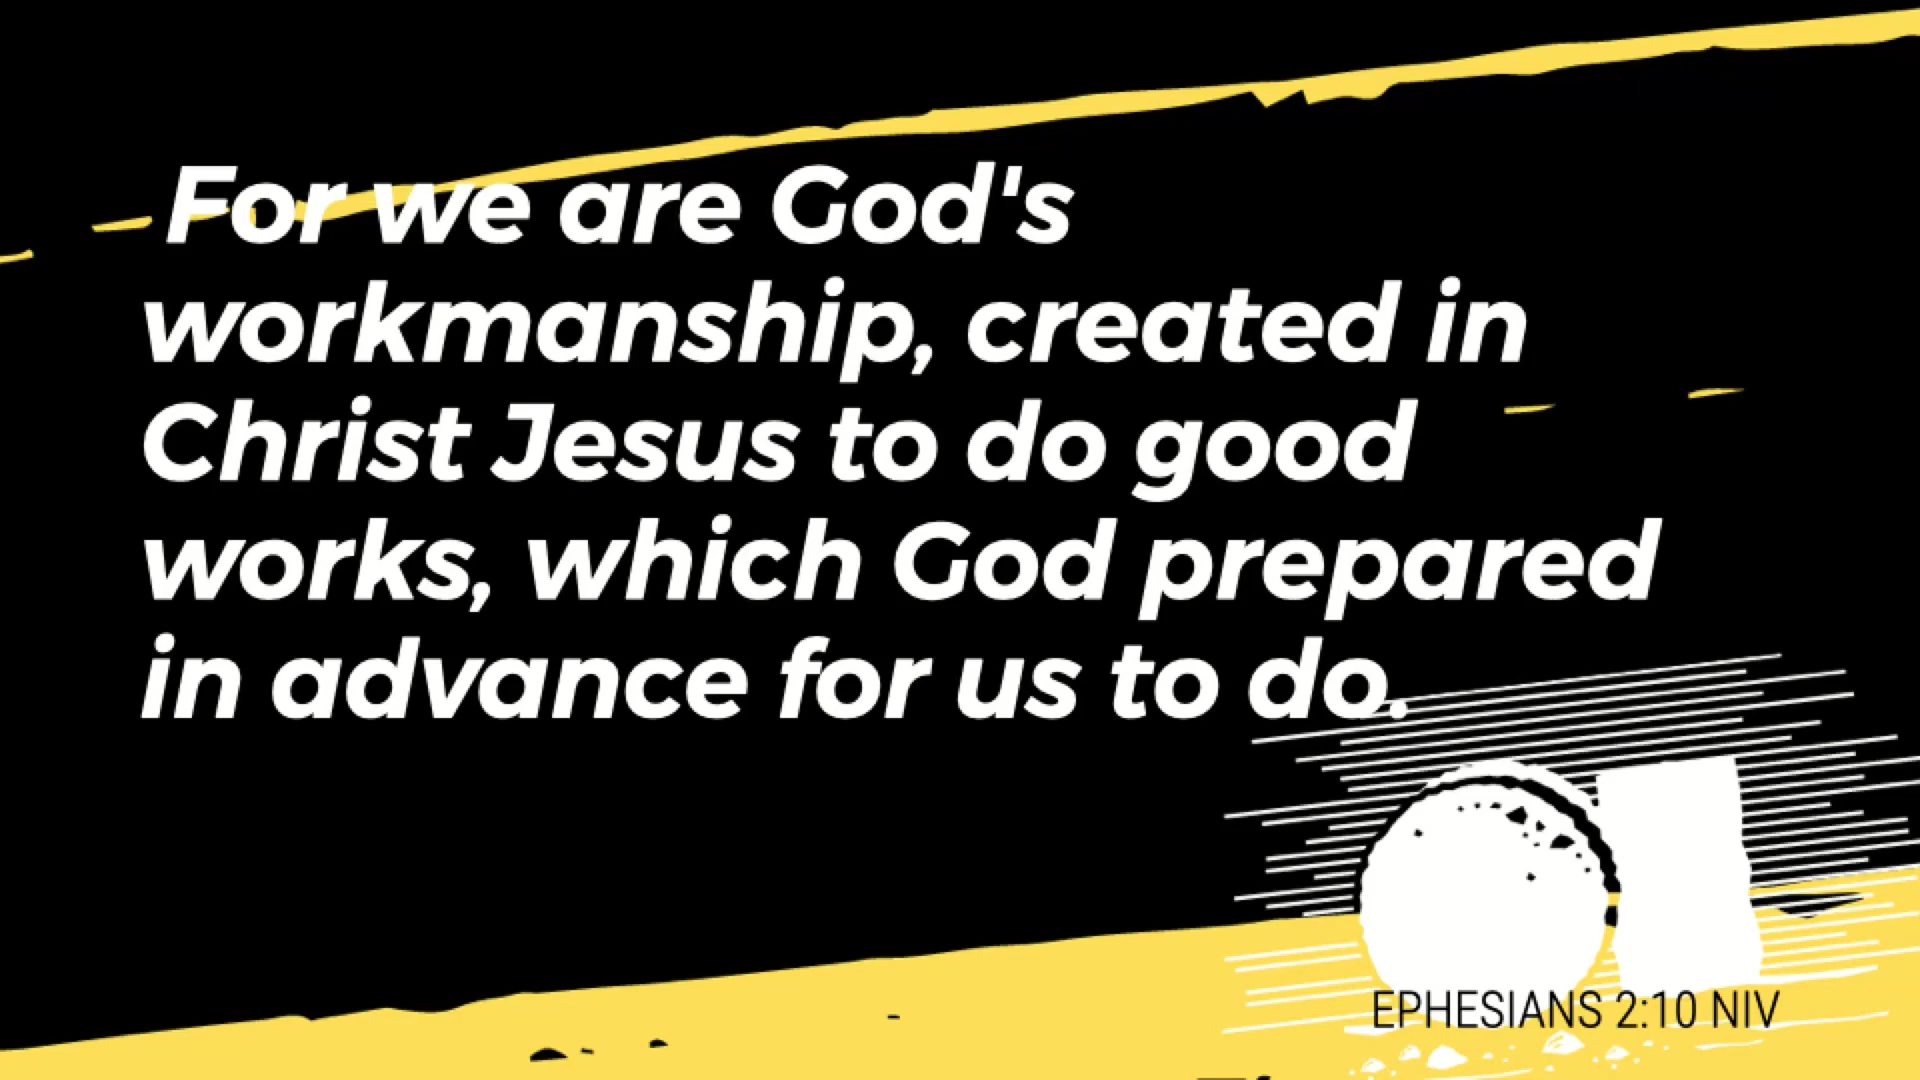 For we are God's
workmanship, created in
Christ Jesus to do good
works, which God prepared
in advance for us to do.
EPHESIANS 2:10 NIV